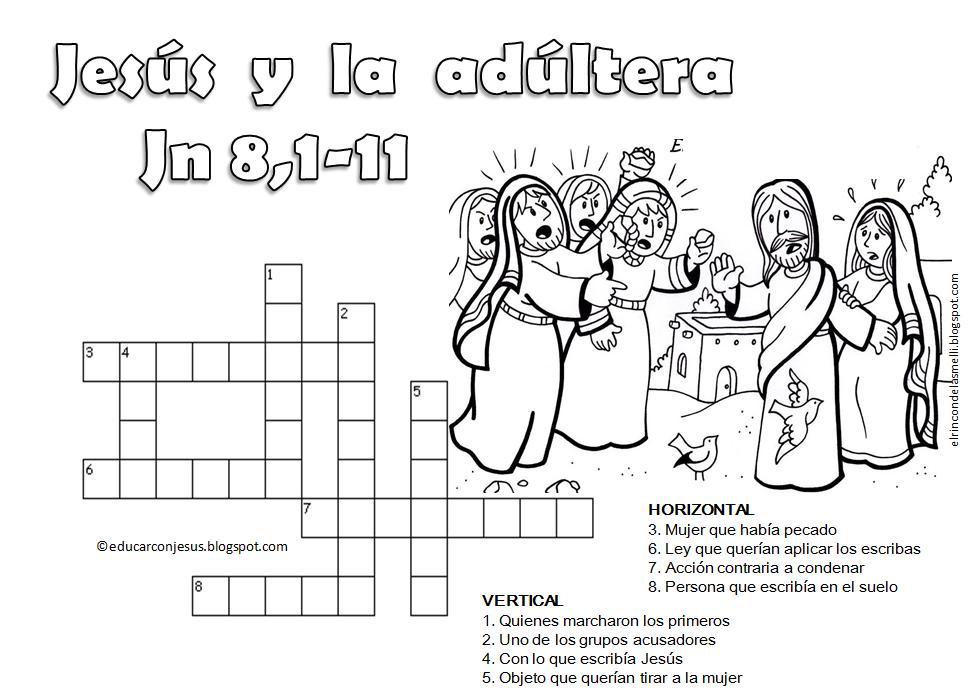 Jesús y la adúltera
Jn 8,1-11
E
1
2
3 4
5
6
7
8
©educarconjesus.blogspot.com
elrincondelasmelli.blogspot.com
HORIZONTAL
3. Mujer que había pecado
6. Ley que querían aplicar los escribas
7. Acción contraria a condenar
8. Persona que escribía en el suelo
VERTICAL
1. Quienes marcharon los primeros
2. Uno de los grupos acusadores
4. Con lo que escribía Jesús
5. Objeto que querían tirar a la mujer